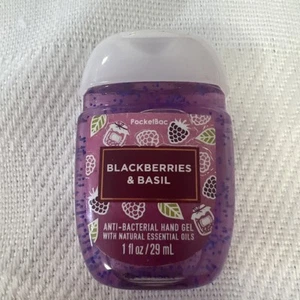 PocketBac
BLACKBERRIES
& BASIL
ANTI-BACTERIAL HAND GEL
WITH NATURAL ESSENTIAL OILS
1 fl oz / 29 mL